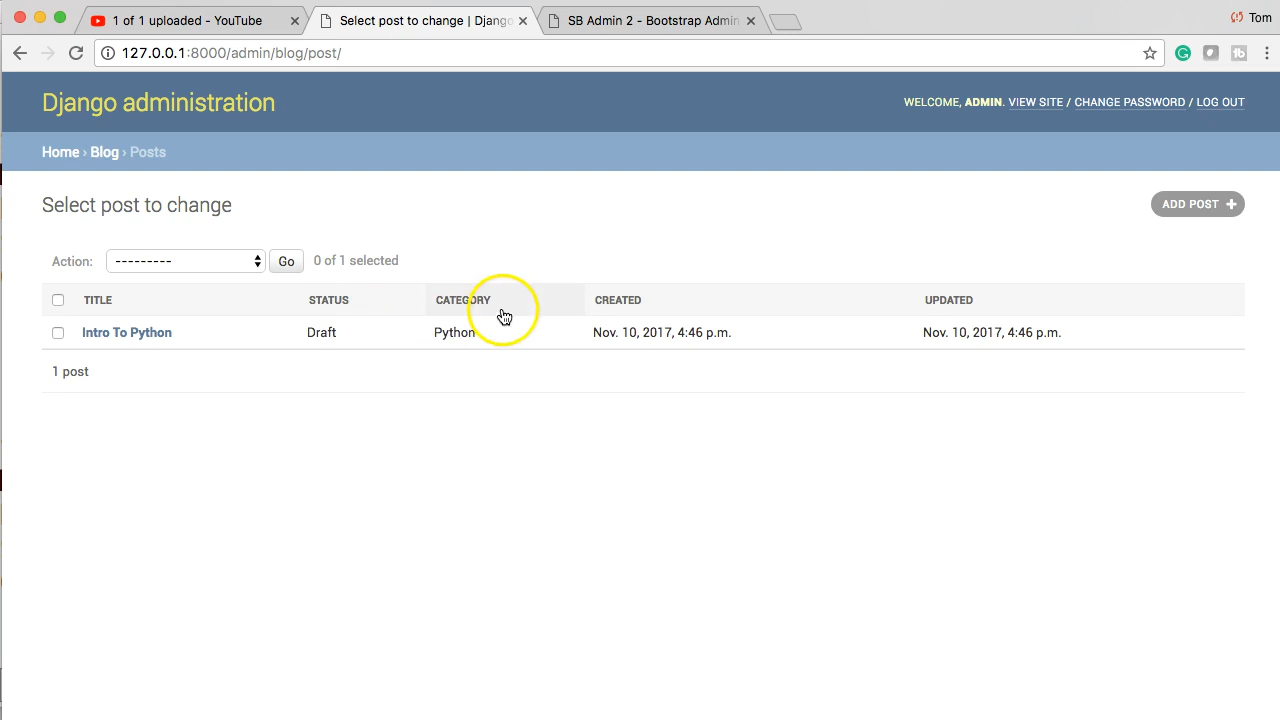 1 of 1 uploaded - YouTube
Select post to change | Django
SB Admin 2 - Bootstrap Admin
Tom
127.0.0.1:8000/admin/blog/post/
Django administration
WELCOME, ADMIN. VIEW SITE / CHANGE PASSWORD / LOG OUT
Home › Blog › Posts
Select post to change
ADD POST +
Action: --------- Go 0 of 1 selected
TITLE STATUS CATEGORY CREATED UPDATED
Intro To Python Draft Python Nov. 10, 2017, 4:46 p.m. Nov. 10, 2017, 4:46 p.m.
1 post